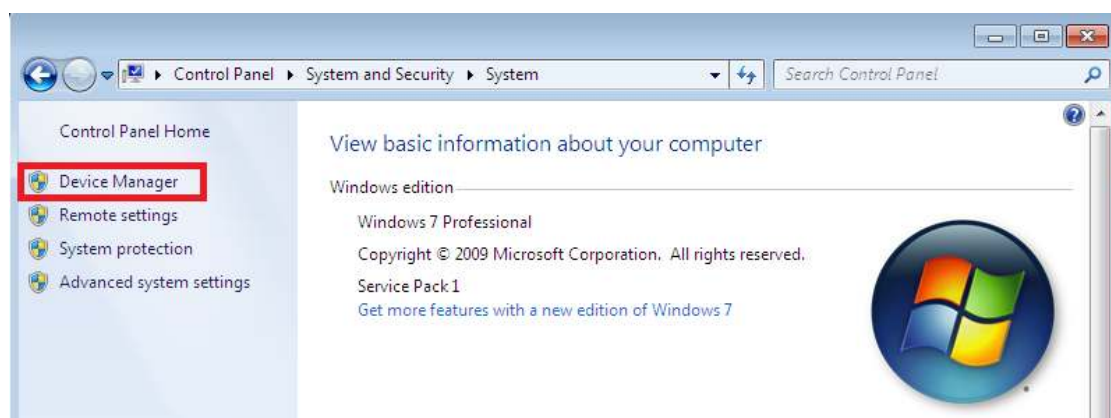 Control Panel ▸ System and Security ▸ System
Search Control Panel
Control Panel Home
Device Manager
Remote settings
System protection
Advanced system settings
View basic information about your computer
Windows edition
Windows 7 Professional
Copyright © 2009 Microsoft Corporation.  All rights reserved.
Service Pack 1
Get more features with a new edition of Windows 7